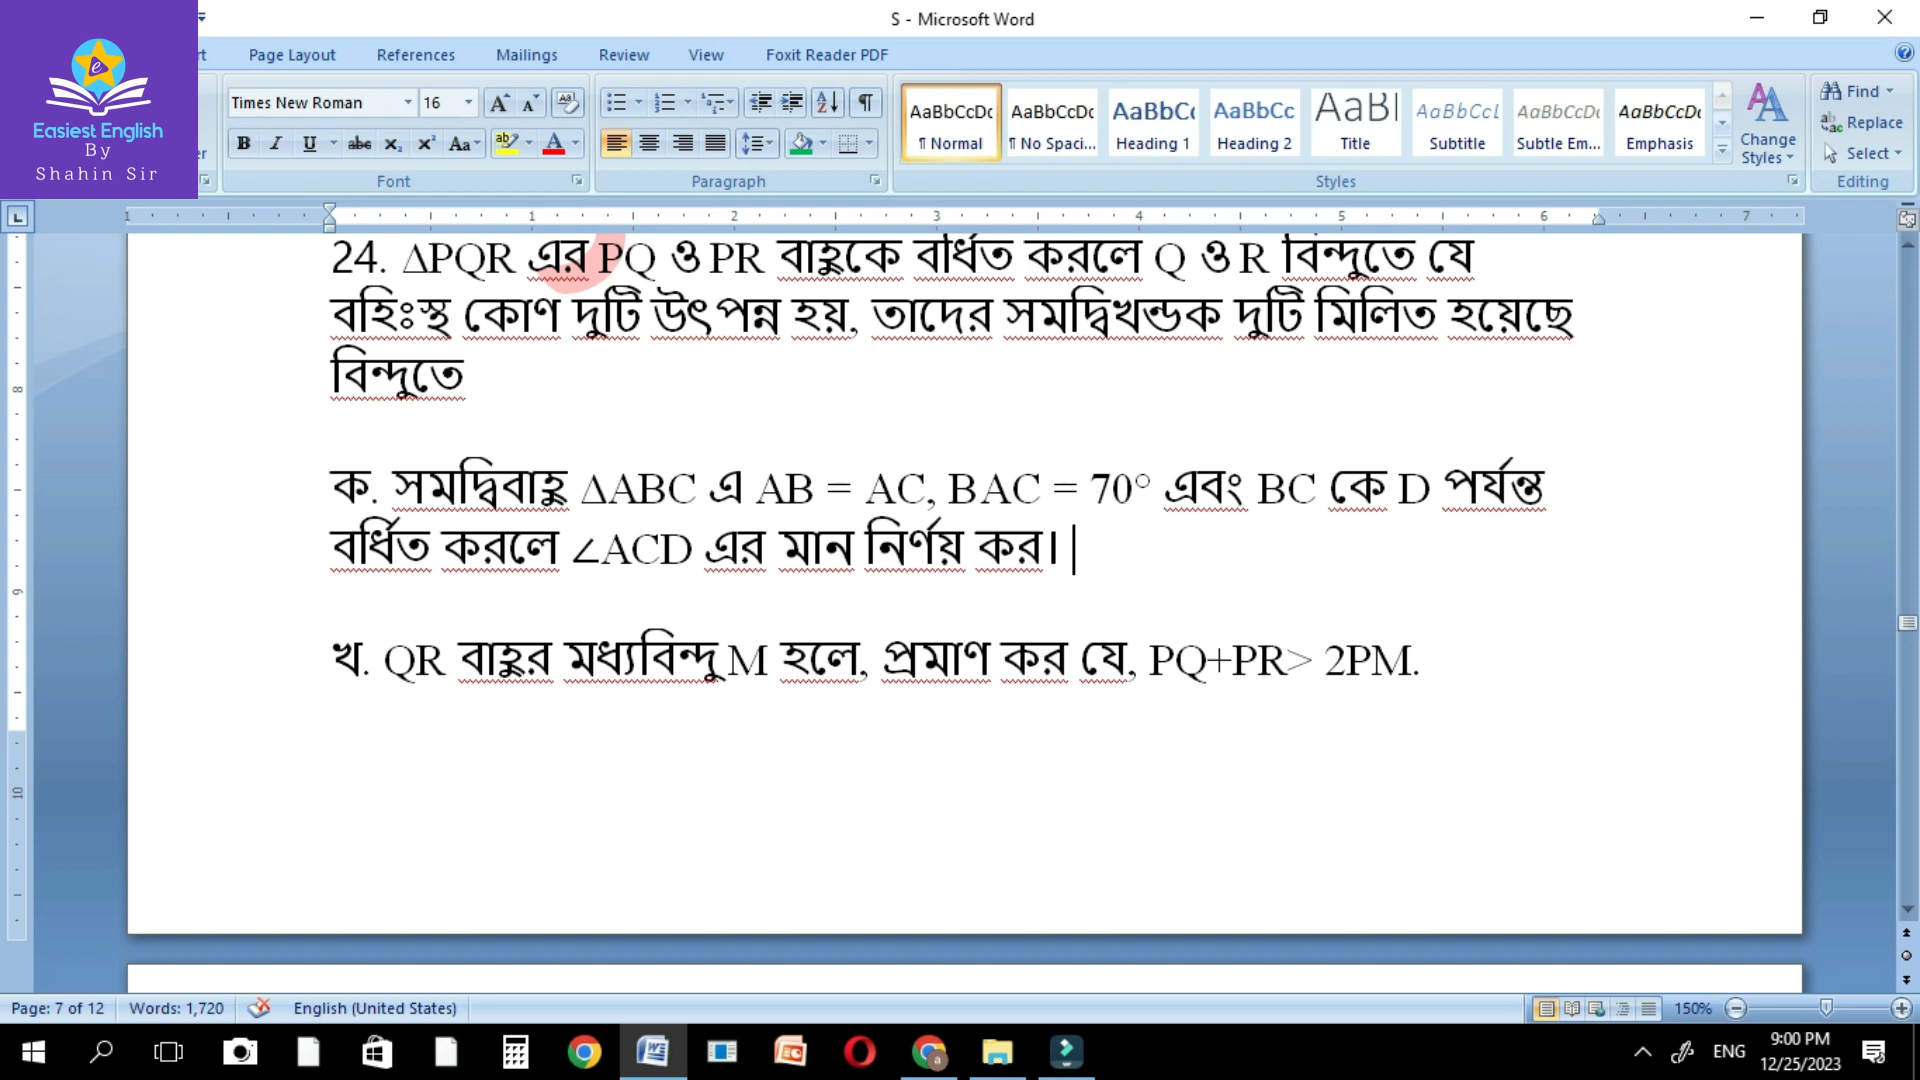 S - Microsoft Word
Page Layout References Mailings Review View Foxit Reader PDF
Easiest English
By
Shahin Sir
Times New Roman 16
AaBbCcDc AaBbCcDc AaBbCc AaBbCc AaBl AaBbCcl AaBbCcDc AaBbCcDc
¶ Normal ¶ No Spaci... Heading 1 Heading 2 Title Subtitle Subtle Em... Emphasis
Change Styles
Find
Replace
Select
Font Paragraph Styles Editing
24. ΔPQR এর PQ ও PR বাহুকে বর্ধিত করলে Q ও R বিন্দুতে যে
বহিঃস্থ কোণ দুটি উৎপন্ন হয়, তাদের সমদ্বিখন্ডক দুটি মিলিত হয়েছে
বিন্দুতে
ক. সমদ্বিবাহু ΔABC এ AB = AC, BAC = 70° এবং BC কে D পর্যন্ত
বর্ধিত করলে ∠ACD এর মান নির্ণয় কর।
খ. QR বাহুর মধ্যবিন্দু M হলে, প্রমাণ কর যে, PQ+PR> 2PM.
Page: 7 of 12 Words: 1,720 English (United States) 150%
ENG
9:00 PM
12/25/2023